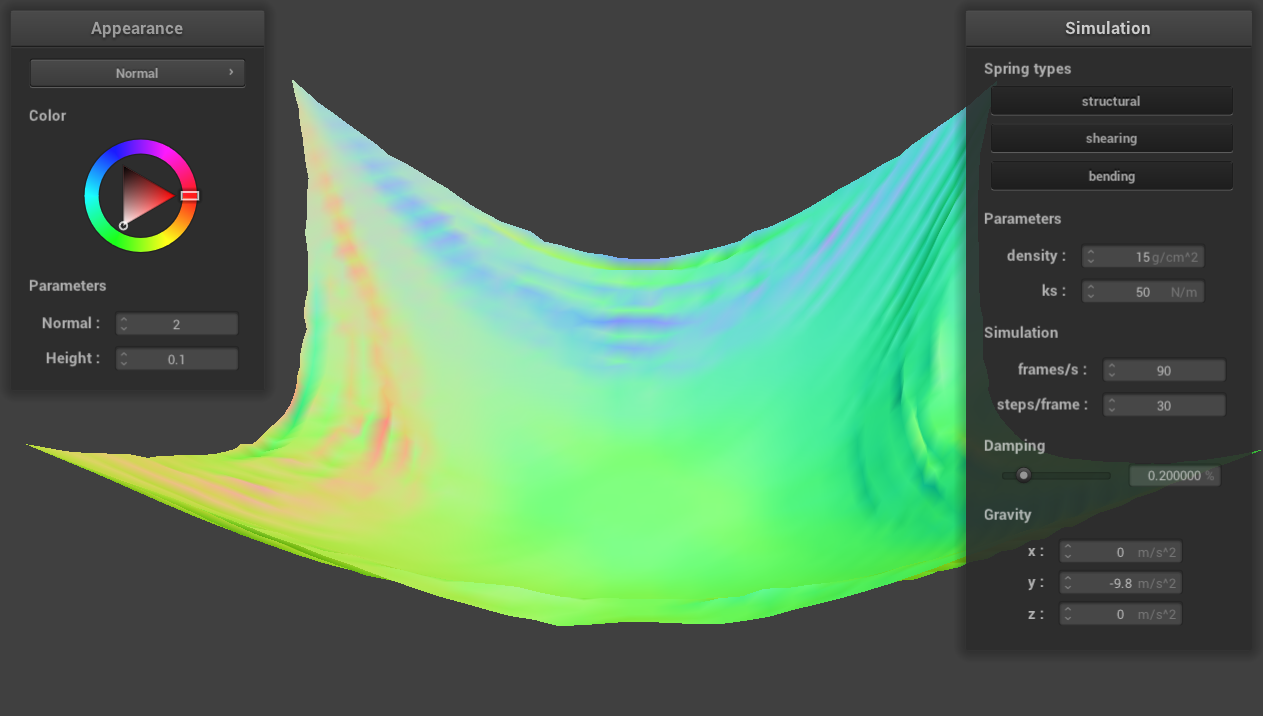 Appearance
Normal
Color
Parameters
Normal : 2
Height : 0.1
Simulation
Spring types
structural
shearing
bending
Parameters
density : 15 g/cm^2
ks : 50 N/m
Simulation
frames/s : 90
steps/frame : 30
Damping
0.200000 %
Gravity
x : 0 m/s^2
y : -9.8 m/s^2
z : 0 m/s^2